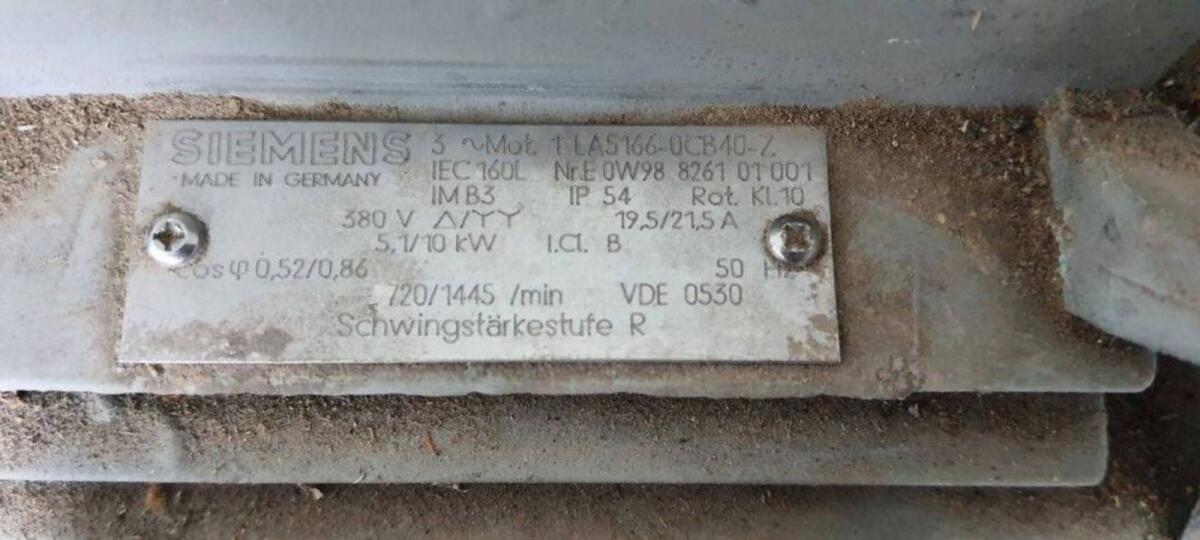 SIEMENS 3 ~Mot. 1 LA5166-0CB40-Z
MADE IN GERMANY IEC 160L Nr.E 0W98 8261 01 001
IM B3 IP 54 Rot. Kl.10
380 V Δ/YY 19,5/21,5 A
5,1/10 kW I.Cl. B
cos φ 0,52/0,86 50 Hz
720/1445 /min VDE 0530
Schwingstärkestufe R